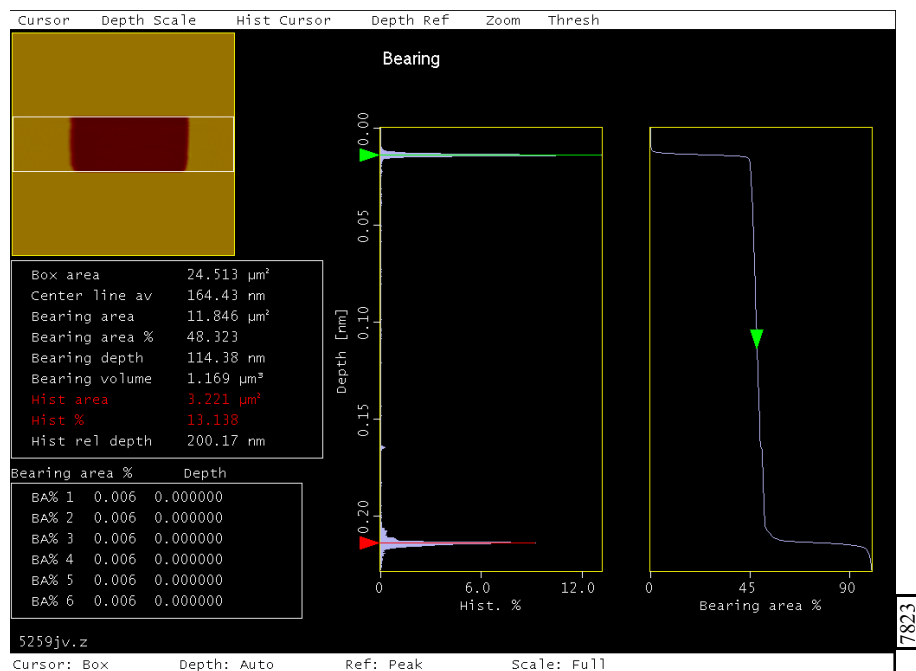 Cursor Depth Scale Hist Cursor Depth Ref Zoom Thresh
Bearing
Box area 24.513 µm²
Center line av 164.43 nm
Bearing area 11.846 µm²
Bearing area % 48.323
Bearing depth 114.38 nm
Bearing volume 1.169 µm³
Hist area 3.221 µm²
Hist % 13.138
Hist rel depth 200.17 nm
Bearing area % Depth
BA% 1 0.006 0.000000
BA% 2 0.006 0.000000
BA% 3 0.006 0.000000
BA% 4 0.006 0.000000
BA% 5 0.006 0.000000
BA% 6 0.006 0.000000
5259jv.z
0.00
0.05
0.10
0.15
0.20
Depth [nm]
0 6.0 12.0
Hist. %
0 45 90
Bearing area %
7823
Cursor: Box Depth: Auto Ref: Peak Scale: Full